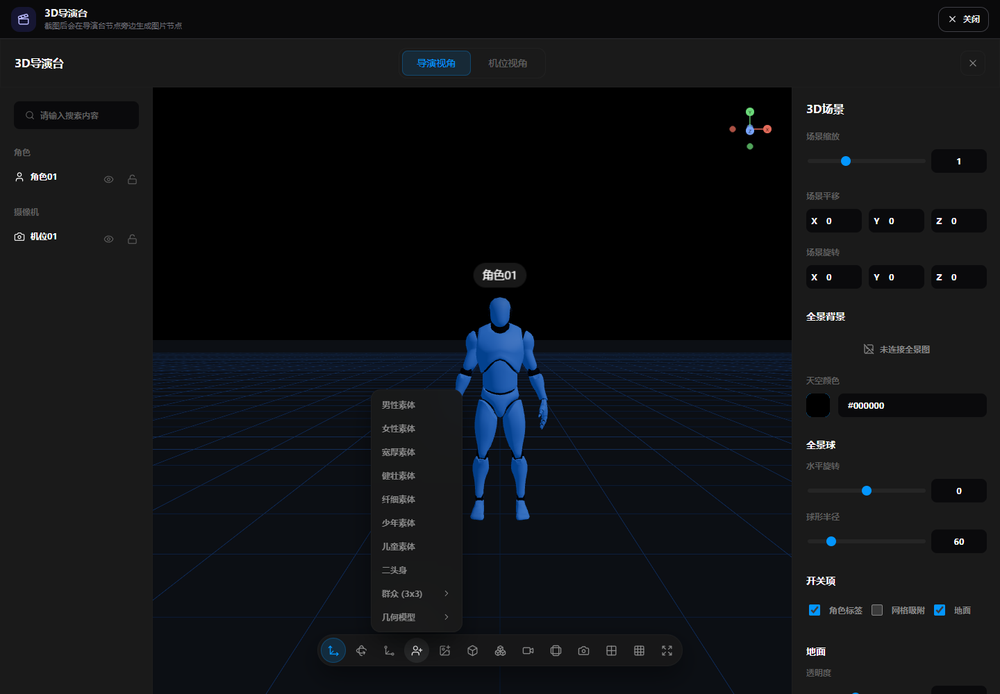 3D导演台
截图后会在导演台节点旁边生成图片节点
关闭
3D导演台
导演视角
机位视角
请输入搜索内容
角色
角色01
摄像机
机位01
Y
X
Z
角色01
男性素体
女性素体
宽厚素体
健壮素体
纤细素体
少年素体
儿童素体
二头身
群众 (3x3)
几何模型
3D场景
场景缩放
1
场景平移
X 0
Y 0
Z 0
场景旋转
X 0
Y 0
Z 0
全景背景
未连接全景图
天空颜色
#000000
全景球
水平旋转
0
球形半径
60
开关项
角色标签
网格吸附
地面
地面
透明度